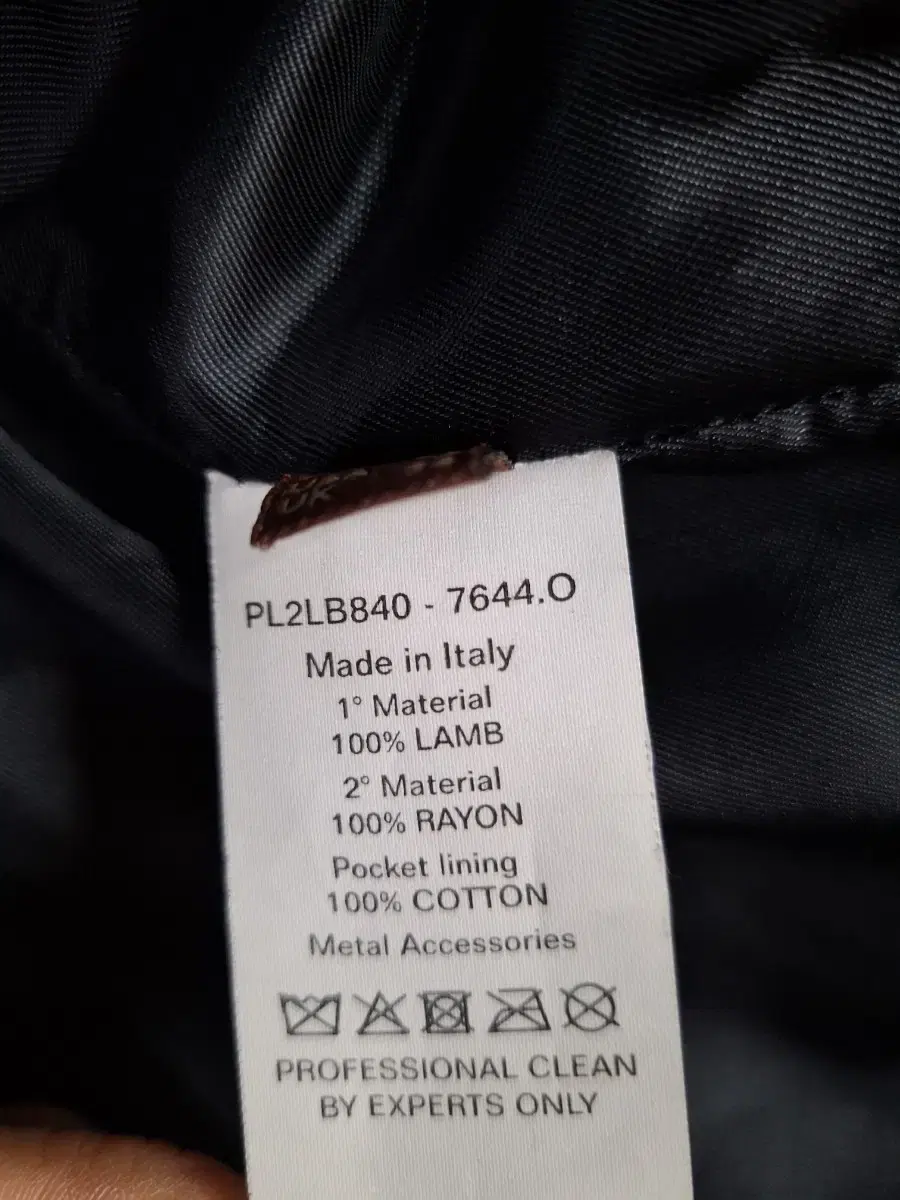 UK
PL2LB840 - 7644.O
Made in Italy
1° Material
100% LAMB
2° Material
100% RAYON
Pocket lining
100% COTTON
Metal Accessories
PROFESSIONAL CLEAN
BY EXPERTS ONLY